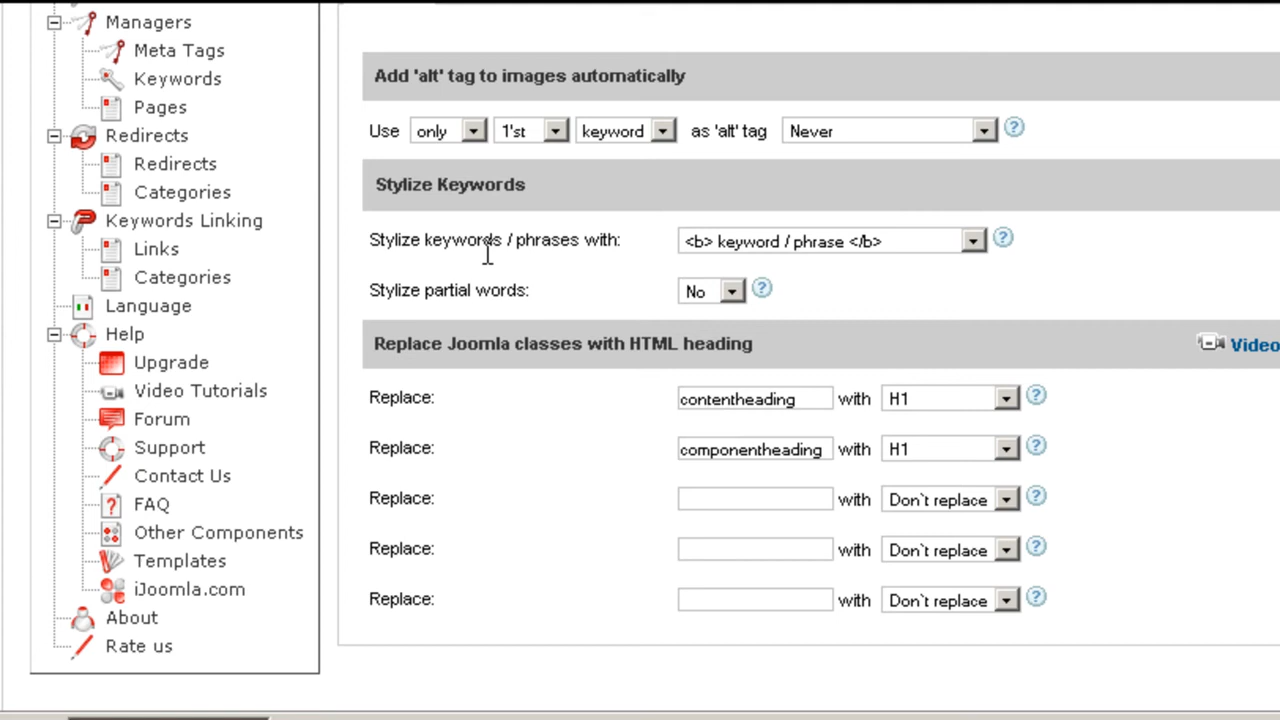 Managers
Meta Tags
Keywords
Pages
Redirects
Redirects
Categories
Keywords Linking
Links
Categories
Language
Help
Upgrade
Video Tutorials
Forum
Support
Contact Us
FAQ
Other Components
Templates
iJoomla.com
About
Rate us
Add 'alt' tag to images automatically
Use only 1'st keyword as 'alt' tag Never ?
Stylize Keywords
Stylize keywords / phrases with: <b> keyword / phrase </b> ?
Stylize partial words: No ?
Replace Joomla classes with HTML heading Video
Replace: contentheading with H1 ?
Replace: componentheading with H1 ?
Replace: with Don`t replace ?
Replace: with Don`t replace ?
Replace: with Don`t replace ?